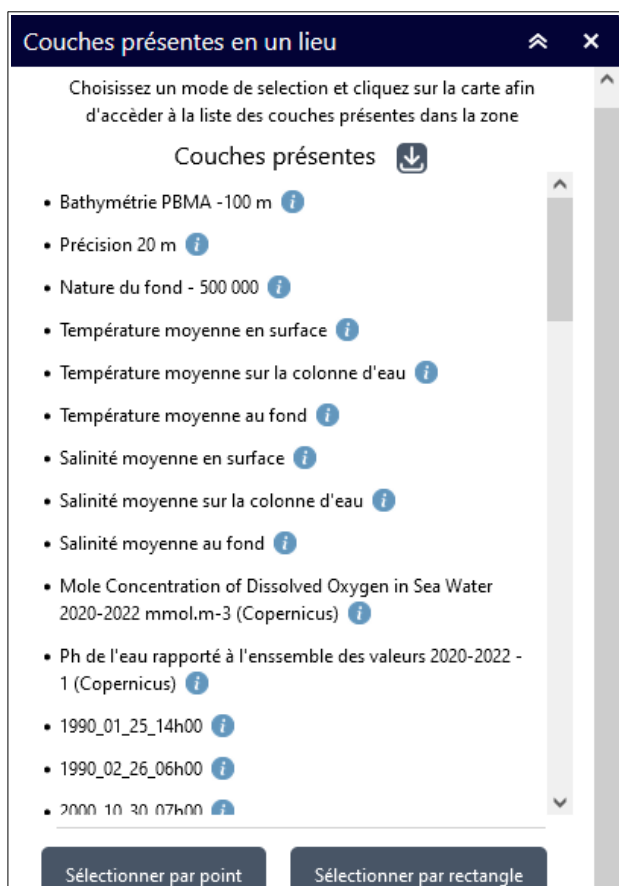 Couches présentes en un lieu
Choisissez un mode de selection et cliquez sur la carte afin
d'accèder à la liste des couches présentes dans la zone
Couches présentes
• Bathymétrie PBMA -100 m i
• Précision 20 m i
• Nature du fond - 500 000 i
• Température moyenne en surface i
• Température moyenne sur la colonne d'eau i
• Température moyenne au fond i
• Salinité moyenne en surface i
• Salinité moyenne sur la colonne d'eau i
• Salinité moyenne au fond i
• Mole Concentration of Dissolved Oxygen in Sea Water
2020-2022 mmol.m-3 (Copernicus) i
• Ph de l'eau rapporté à l'enssemble des valeurs 2020-2022 -
1 (Copernicus) i
• 1990_01_25_14h00 i
• 1990_02_26_06h00 i
• 2000_10_30_07h00 i
Sélectionner par point
Sélectionner par rectangle